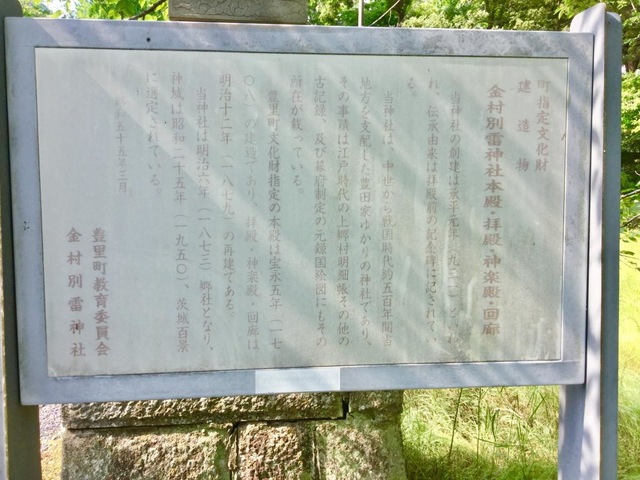 町指定文化財
建造物
金村別雷神社本殿・拝殿・神楽殿・回廊
当神社の創建は承平元年(九三一)といわ
れ、伝承由来は拝殿前の記念碑に記されてい
る。
当神社は、中世から戦国時代約五百年間当
地方を支配した豊田家ゆかりの神社であり、
その事蹟は江戸時代の上郷村明細帳その他の
古記録、及び幕府制定の元禄国絵図にもその
所在が載っている。
豊里町文化財指定の本殿は宝永五年(一七
〇八)の建造であり、拝殿・神楽殿・回廊は
明治十二年(一八七九)の再建である。
当神社は明治六年(一八七三)郷社となり、
神域は昭和二十五年(一九五〇)、茨城百景
に選定されている。
昭和五十五年三月
豊里町教育委員会
金村別雷神社